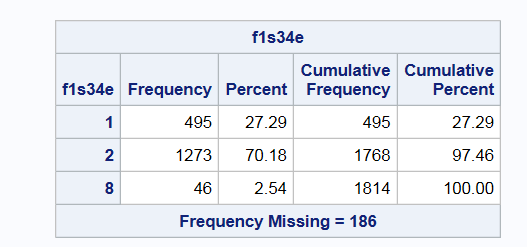 f1s34e
f1s34e Frequency Percent Cumulative Frequency Cumulative Percent
1 495 27.29 495 27.29
2 1273 70.18 1768 97.46
8 46 2.54 1814 100.00
Frequency Missing = 186